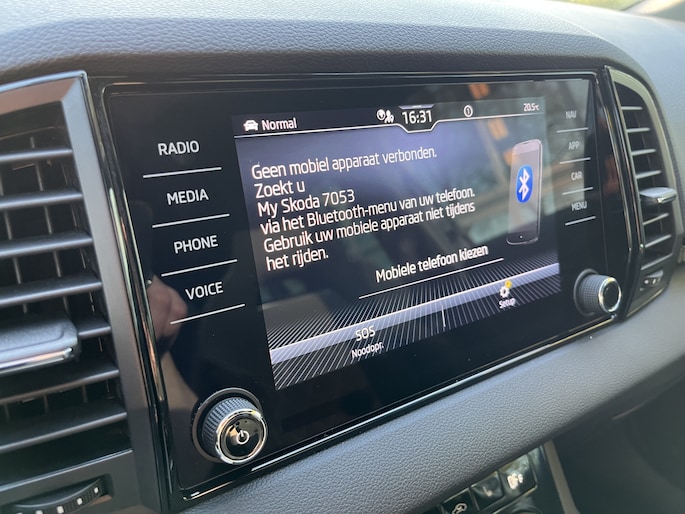 Normal
16:31
1
20.5°C
RADIO
MEDIA
PHONE
VOICE
Geen mobiel apparaat verbonden.
Zoekt u
My Skoda 7053
via het Bluetooth-menu van uw telefoon.
Gebruik uw mobiele apparaat niet tijdens
het rijden.
Mobiele telefoon kiezen
SOS
Noodopr.
Setup
NAV
APP
CAR
MENU